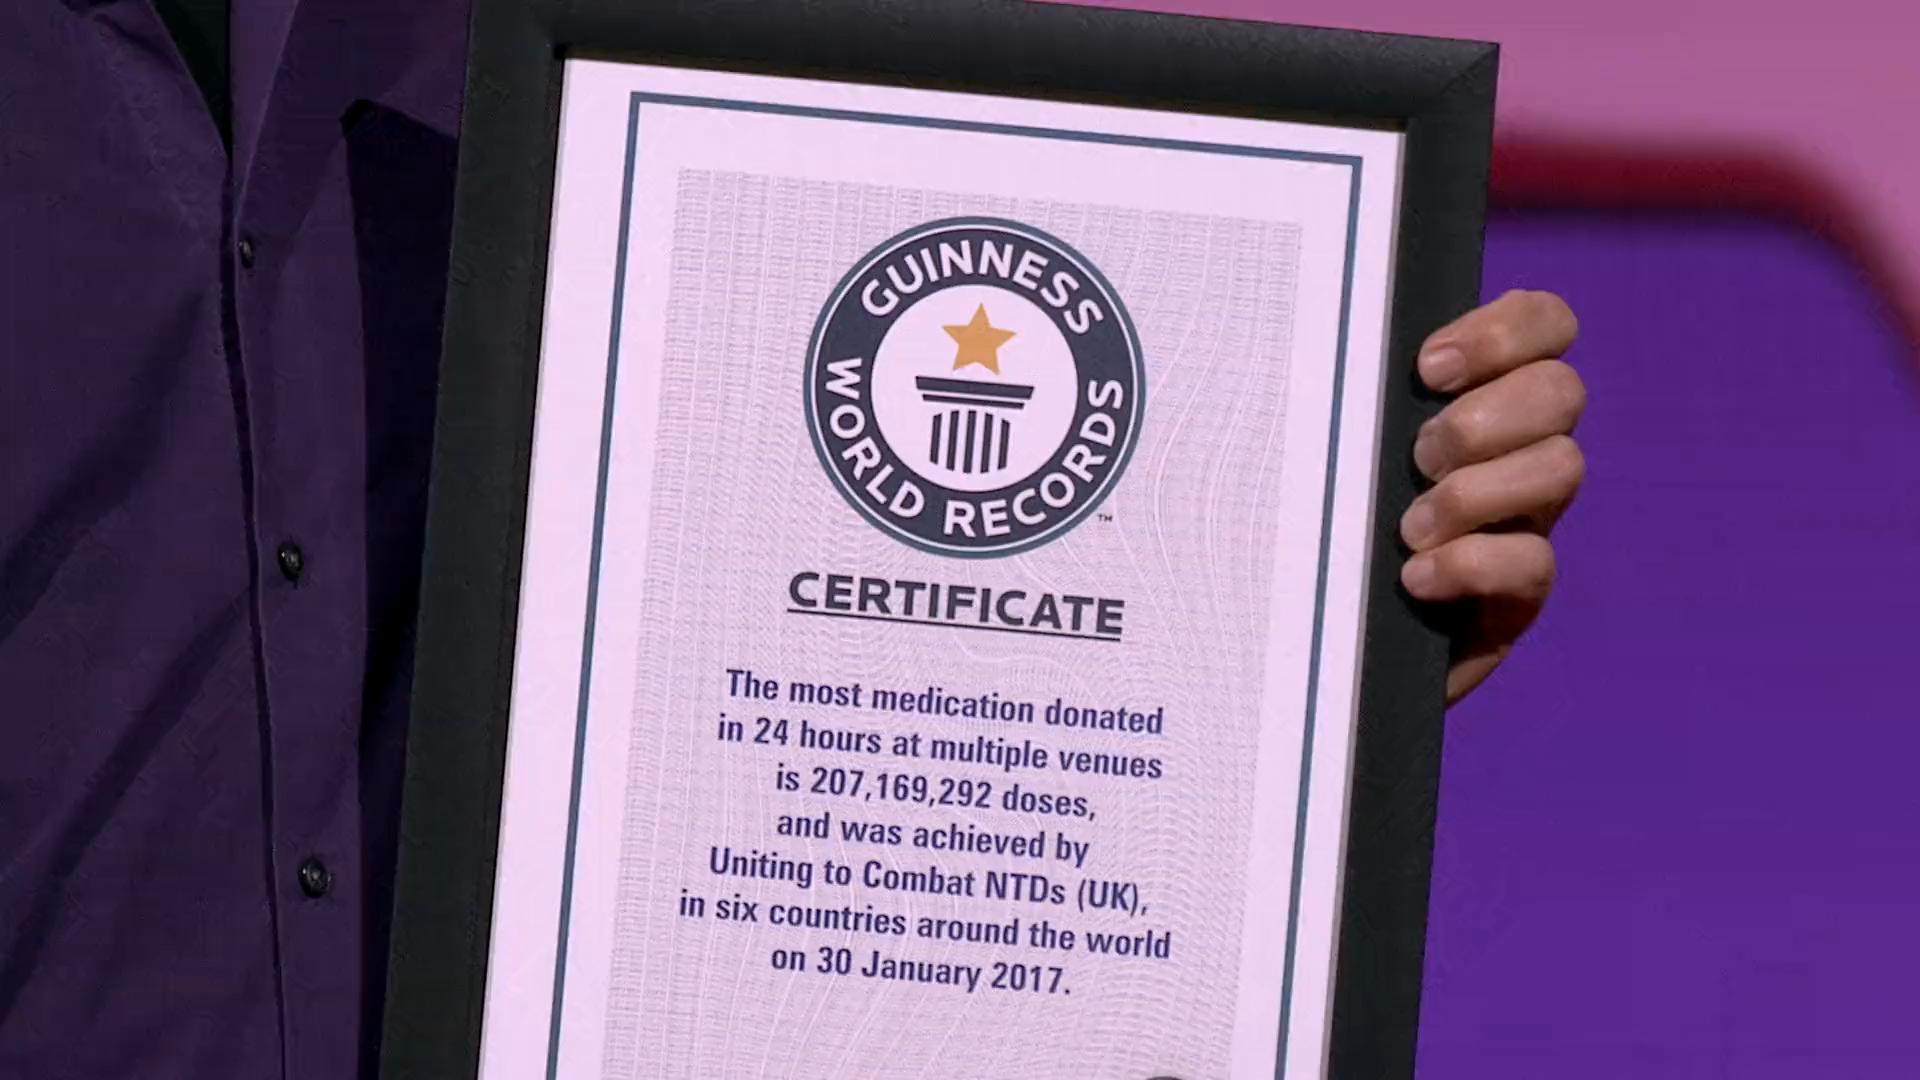 GUINNESS
WORLD RECORDS
™
CERTIFICATE
The most medication donated
in 24 hours at multiple venues
is 207,169,292 doses,
and was achieved by
Uniting to Combat NTDs (UK),
in six countries around the world
on 30 January 2017.